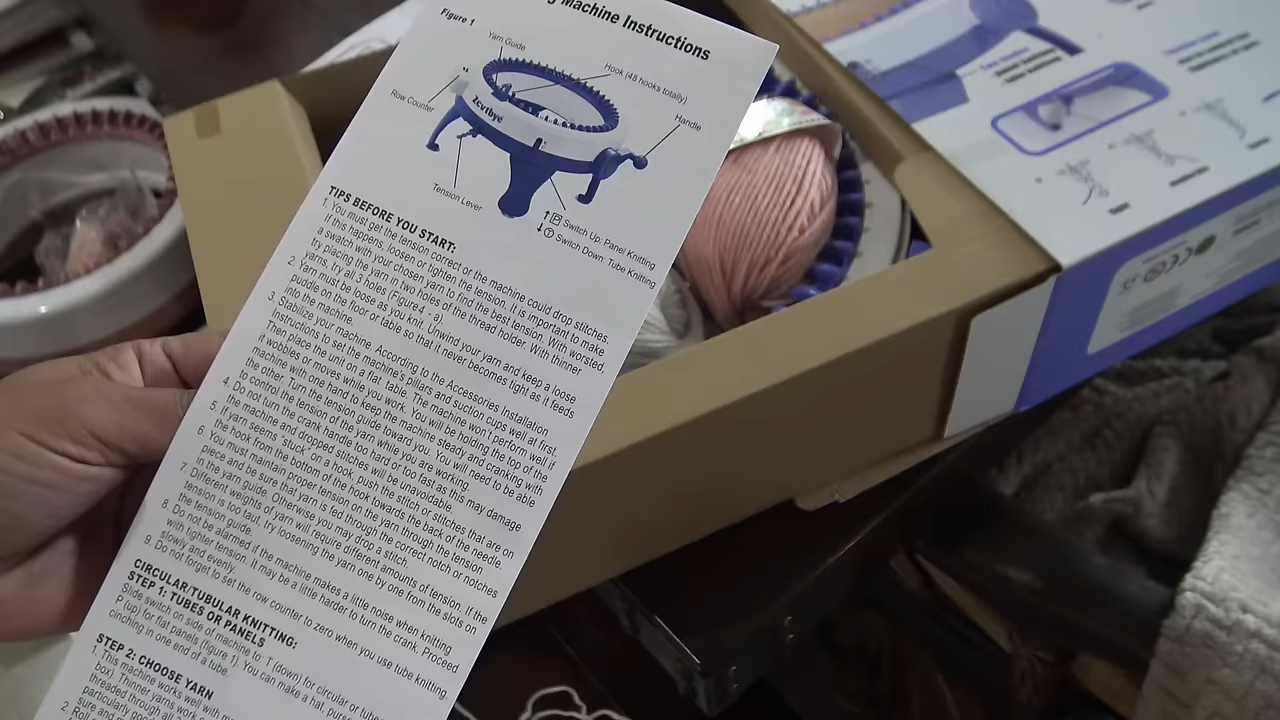 g Machine Instructions
Figure 1
Yarn Guide
Hook (48 hooks totally)
Row Counter
Handle
Zcvtbye
Tension Lever
↑ P Switch Up: Panel Knitting
↓ T Switch Down: Tube Knitting
TIPS BEFORE YOU START:
1. You must get the tension correct or the machine could drop stitches.
If this happens, loosen or tighten the tension. It is important to make
a swatch with your chosen yarn to find the best tension. With worsted
try placing the yarn in two holes of the thread holder. With thinner
yarns, try all 3 holes (Figure 4 - a).
2. Yarn must be loose as you knit. Unwind your yarn and keep a loose
puddle on the floor or table so that it never becomes tight as it feeds
into the machine.
3. Stabilize your machine. According to the Accessories Installation
Instructions to set the machine's pillars and suction cups well at first.
Then place the unit on a flat table. The machine won't perform well if
it wobbles or moves while you work. You will be holding the top of the
machine with one hand to keep the machine steady and cranking with
the other. Turn the tension guide toward you. You will need to be able
to control the tension of the yarn while you are working.
4. Do not turn the crank handle too hard or too fast as this may damage
the machine and dropped stitches will be unavoidable.
5. If yarn seems "stuck" on a hook, push the stitch or stitches that are on
the hook from the bottom of the hook towards the back of the needle.
6. You must maintain proper tension on the yarn through the tension
piece and be sure that yarn is fed through the correct notch or notches
in the yarn guide. Otherwise you may drop a stitch.
7. Different weights of yarn will require different amounts of tension. If the
tension is too taut. Try loosening the yarn one by one from the slots on
the tension guide.
8. Do not be alarmed if the machine makes a little noise when knitting
with tighter tension. It may be a little harder to turn the crank. Proceed
slowly and evenly.
9. Do not forget to set the row counter to zero when you use tube knitting.
CIRCULAR/TUBULAR KNITTING:
STEP 1: TUBES OR PANELS
Slide switch on side of machine to: T (down) for circular or tubes
P (up) for flat panels (figure 1). You can make a hat, purse
cinching in one end of a tube.
STEP 2: CHOOSE YARN
1. This machine works well with
box). Thinner yarns work
threaded through all
particularly good
sure and
2. Roll